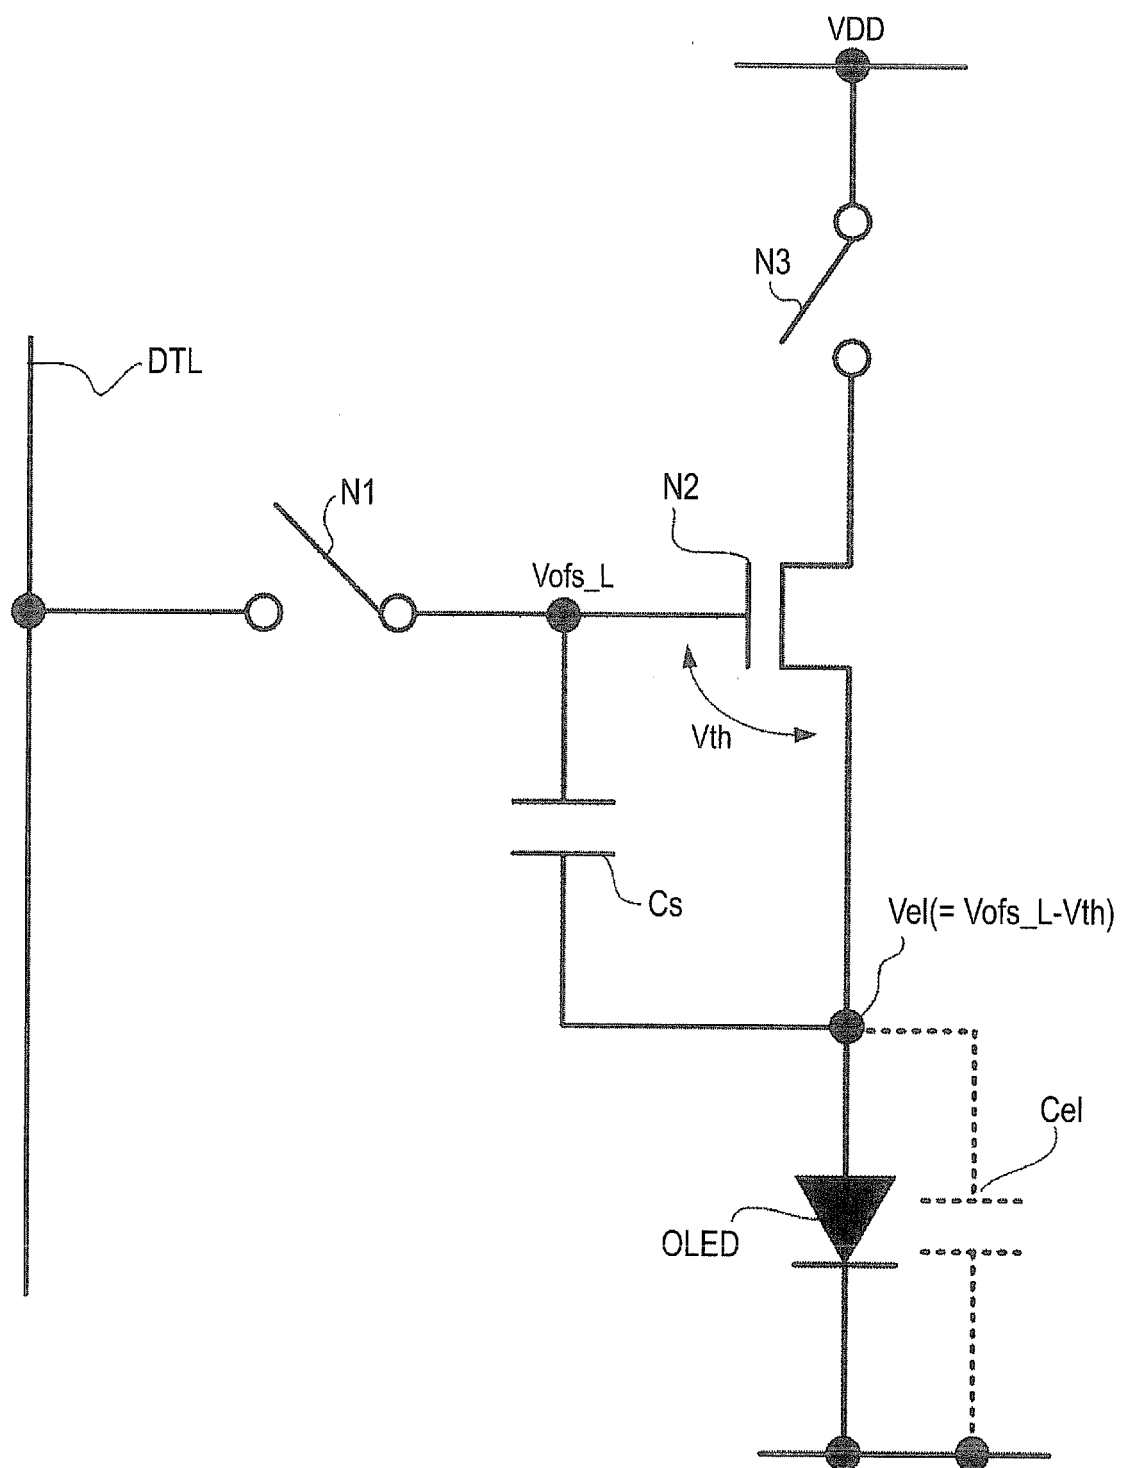 VDD
N3
DTL
N1
N2
Vofs_L
Vth
Cs
Vel(= Vofs_L-Vth)
Cel
OLED